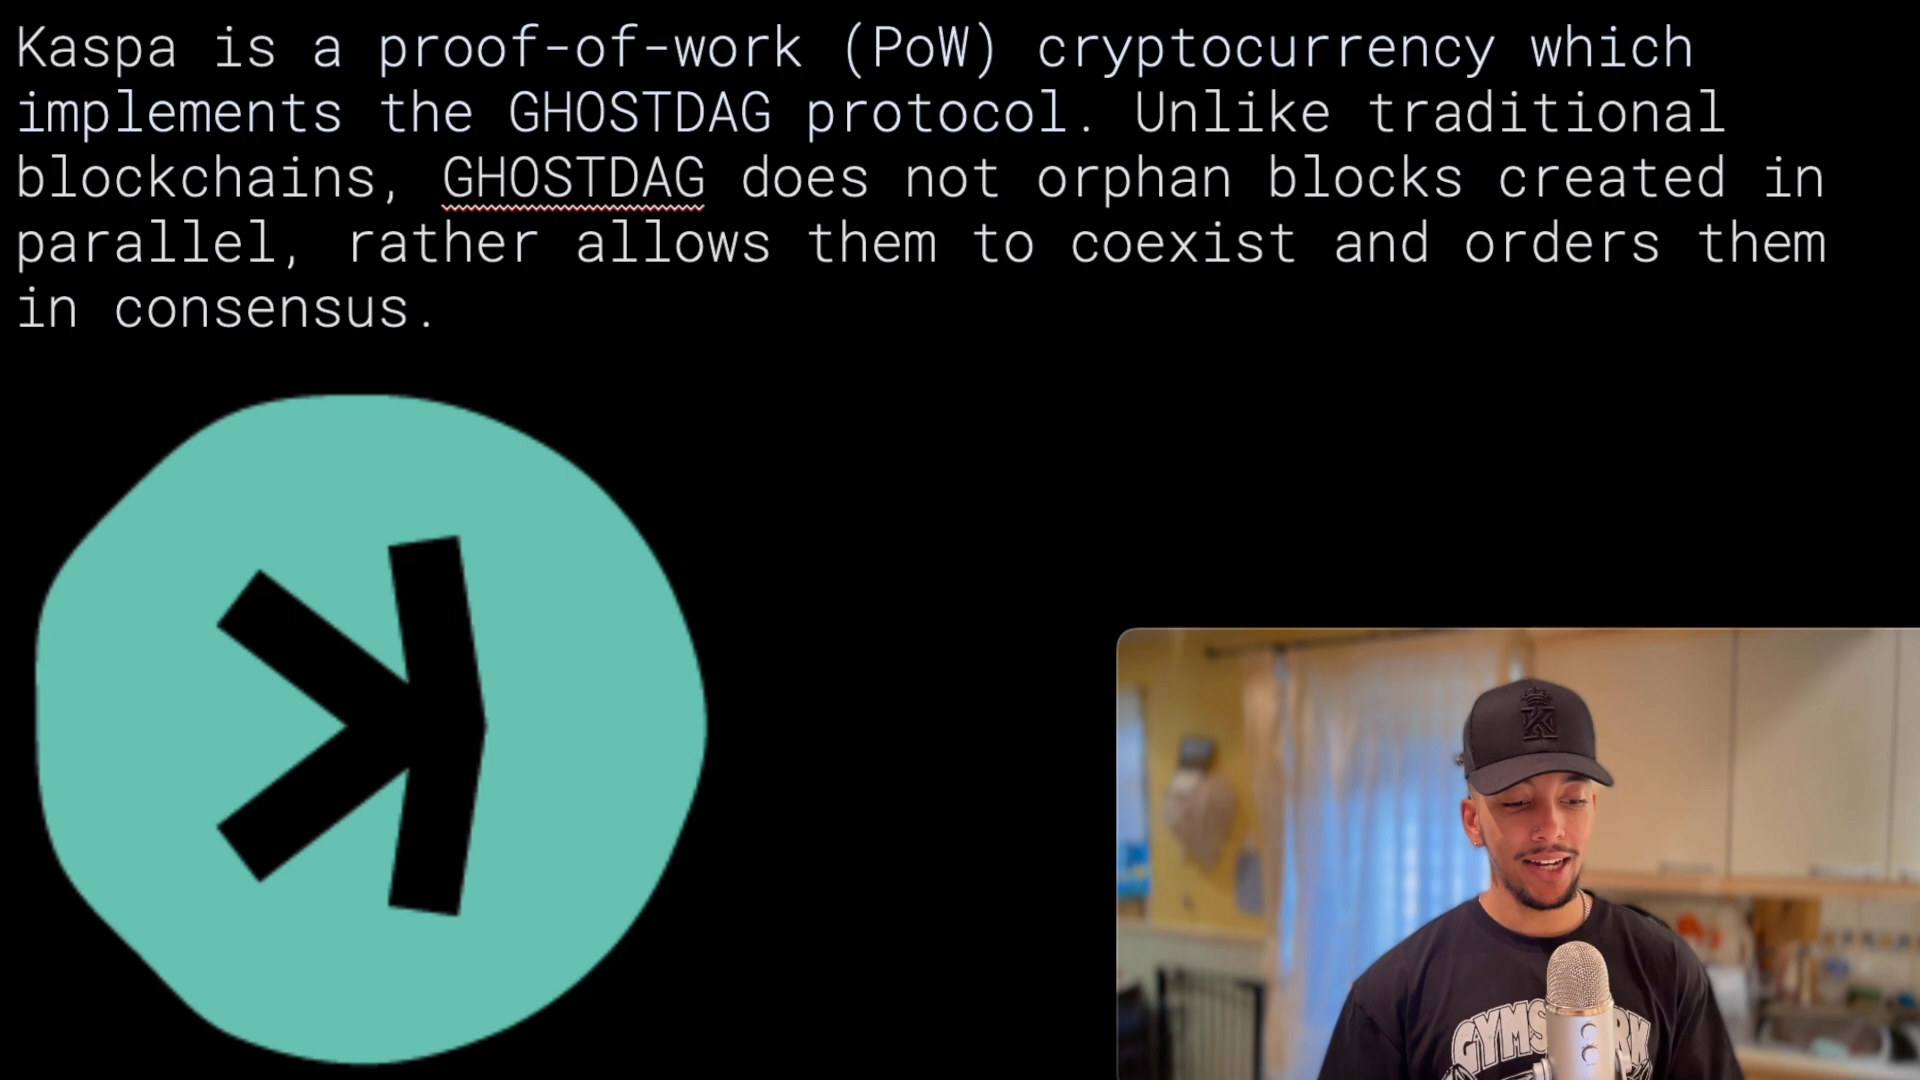 Kaspa is a proof-of-work (PoW) cryptocurrency which
implements the GHOSTDAG protocol. Unlike traditional
blockchains, GHOSTDAG does not orphan blocks created in
parallel, rather allows them to coexist and orders them
in consensus.
K